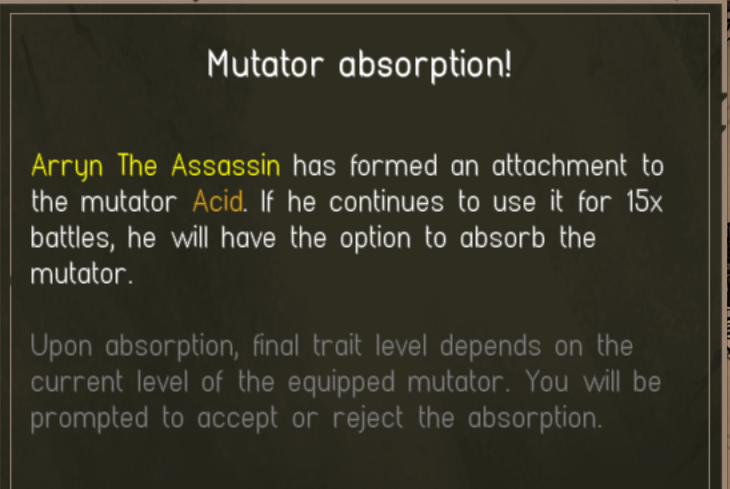 Mutator absorption!
Arryn The Assassin has formed an attachment to
the mutator Acid. If he continues to use it for 15x
battles, he will have the option to absorb the
mutator.
Upon absorption, final trait level depends on the
current level of the equipped mutator. You will be
prompted to accept or reject the absorption.